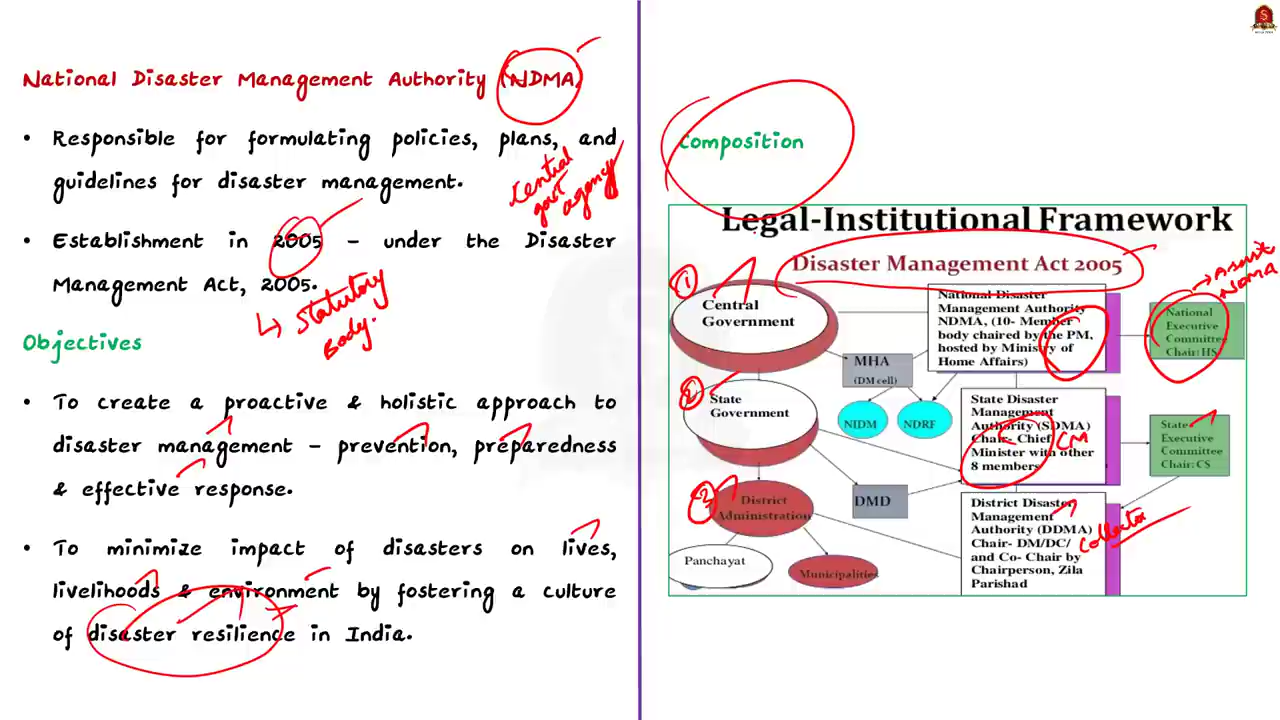 National Disaster Management Authority (NDMA)
• Responsible for formulating policies, plans, and
guidelines for disaster management.
Central
govt
agency
• Establishment in 2005 - under the Disaster
Management Act, 2005.
↳ Statutory
Body.
Objectives
• To create a proactive & holistic approach to
disaster management - prevention, preparedness
& effective response.
• To minimize impact of disasters on lives,
livelihoods & environment by fostering a culture
of disaster resilience in India.
Composition
Legal-Institutional Framework
Disaster Management Act 2005
①
Central
Government
National Disaster
Management Authority
NDMA, (10- Member
body chaired by the PM,
hosted by Ministry of
Home Affairs)
National
Executive
Committee
Chair: HS
→ Assist
NDMA
MHA
(DM cell)
NIDM
NDRF
②
State
Government
State Disaster
Management
Authority (SDMA)
Chair- Chief
Minister with other
8 members
CM
State
Executive
Committee
Chair: CS
③
District
Administration
DMD
District Disaster
Management
Authority (DDMA)
Chair- DM/DC/
and Co- Chair by
Chairperson, Zila
Parishad
Collector
Panchayat
Municipalities